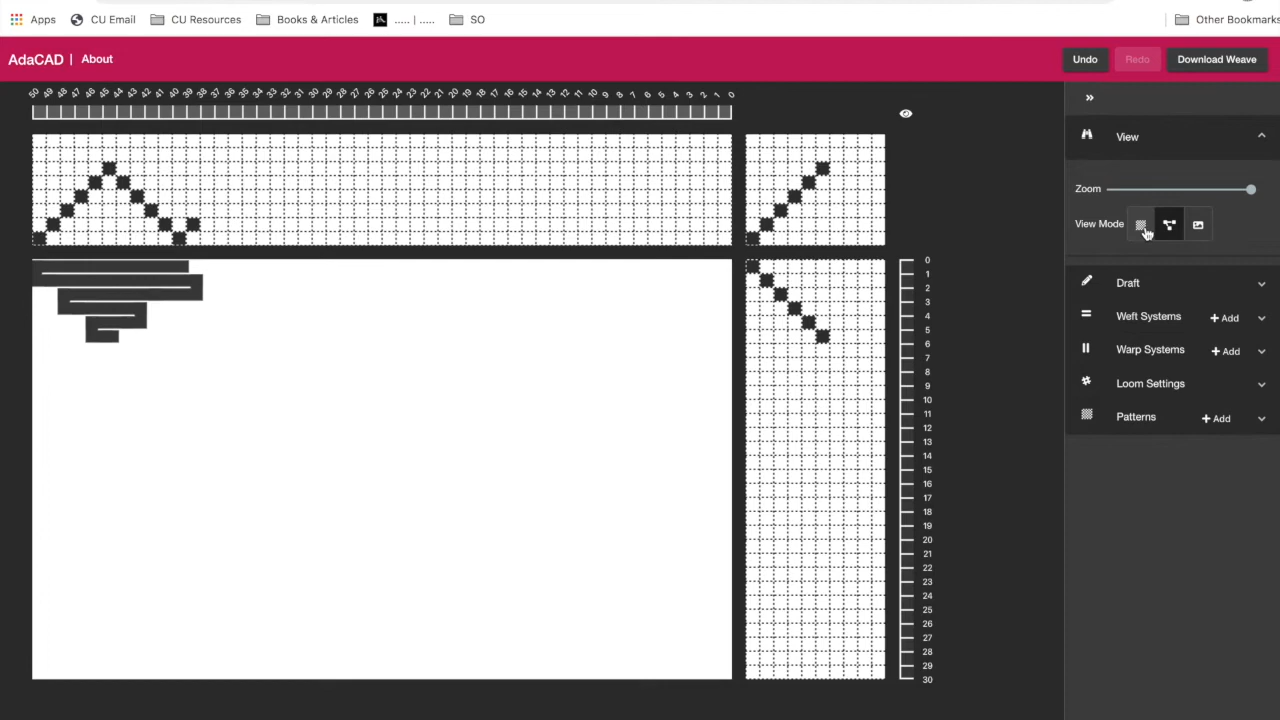 Apps CU Email CU Resources Books & Articles ..... | ..... SO Other Bookmarks
AdaCAD | About Undo Redo Download Weave
50 49 48 47 46 45 44 43 42 41 40 39 38 37 36 35 34 33 32 31 30 29 28 27 26 25 24 23 22 21 20 19 18 17 16 15 14 13 12 11 10 9 8 7 6 5 4 3 2 1 0
View
Zoom
View Mode
Draft
Weft Systems + Add
Warp Systems + Add
Loom Settings
Patterns + Add
0
1
2
3
4
5
6
7
8
9
10
11
12
13
14
15
16
17
18
19
20
21
22
23
24
25
26
27
28
29
30